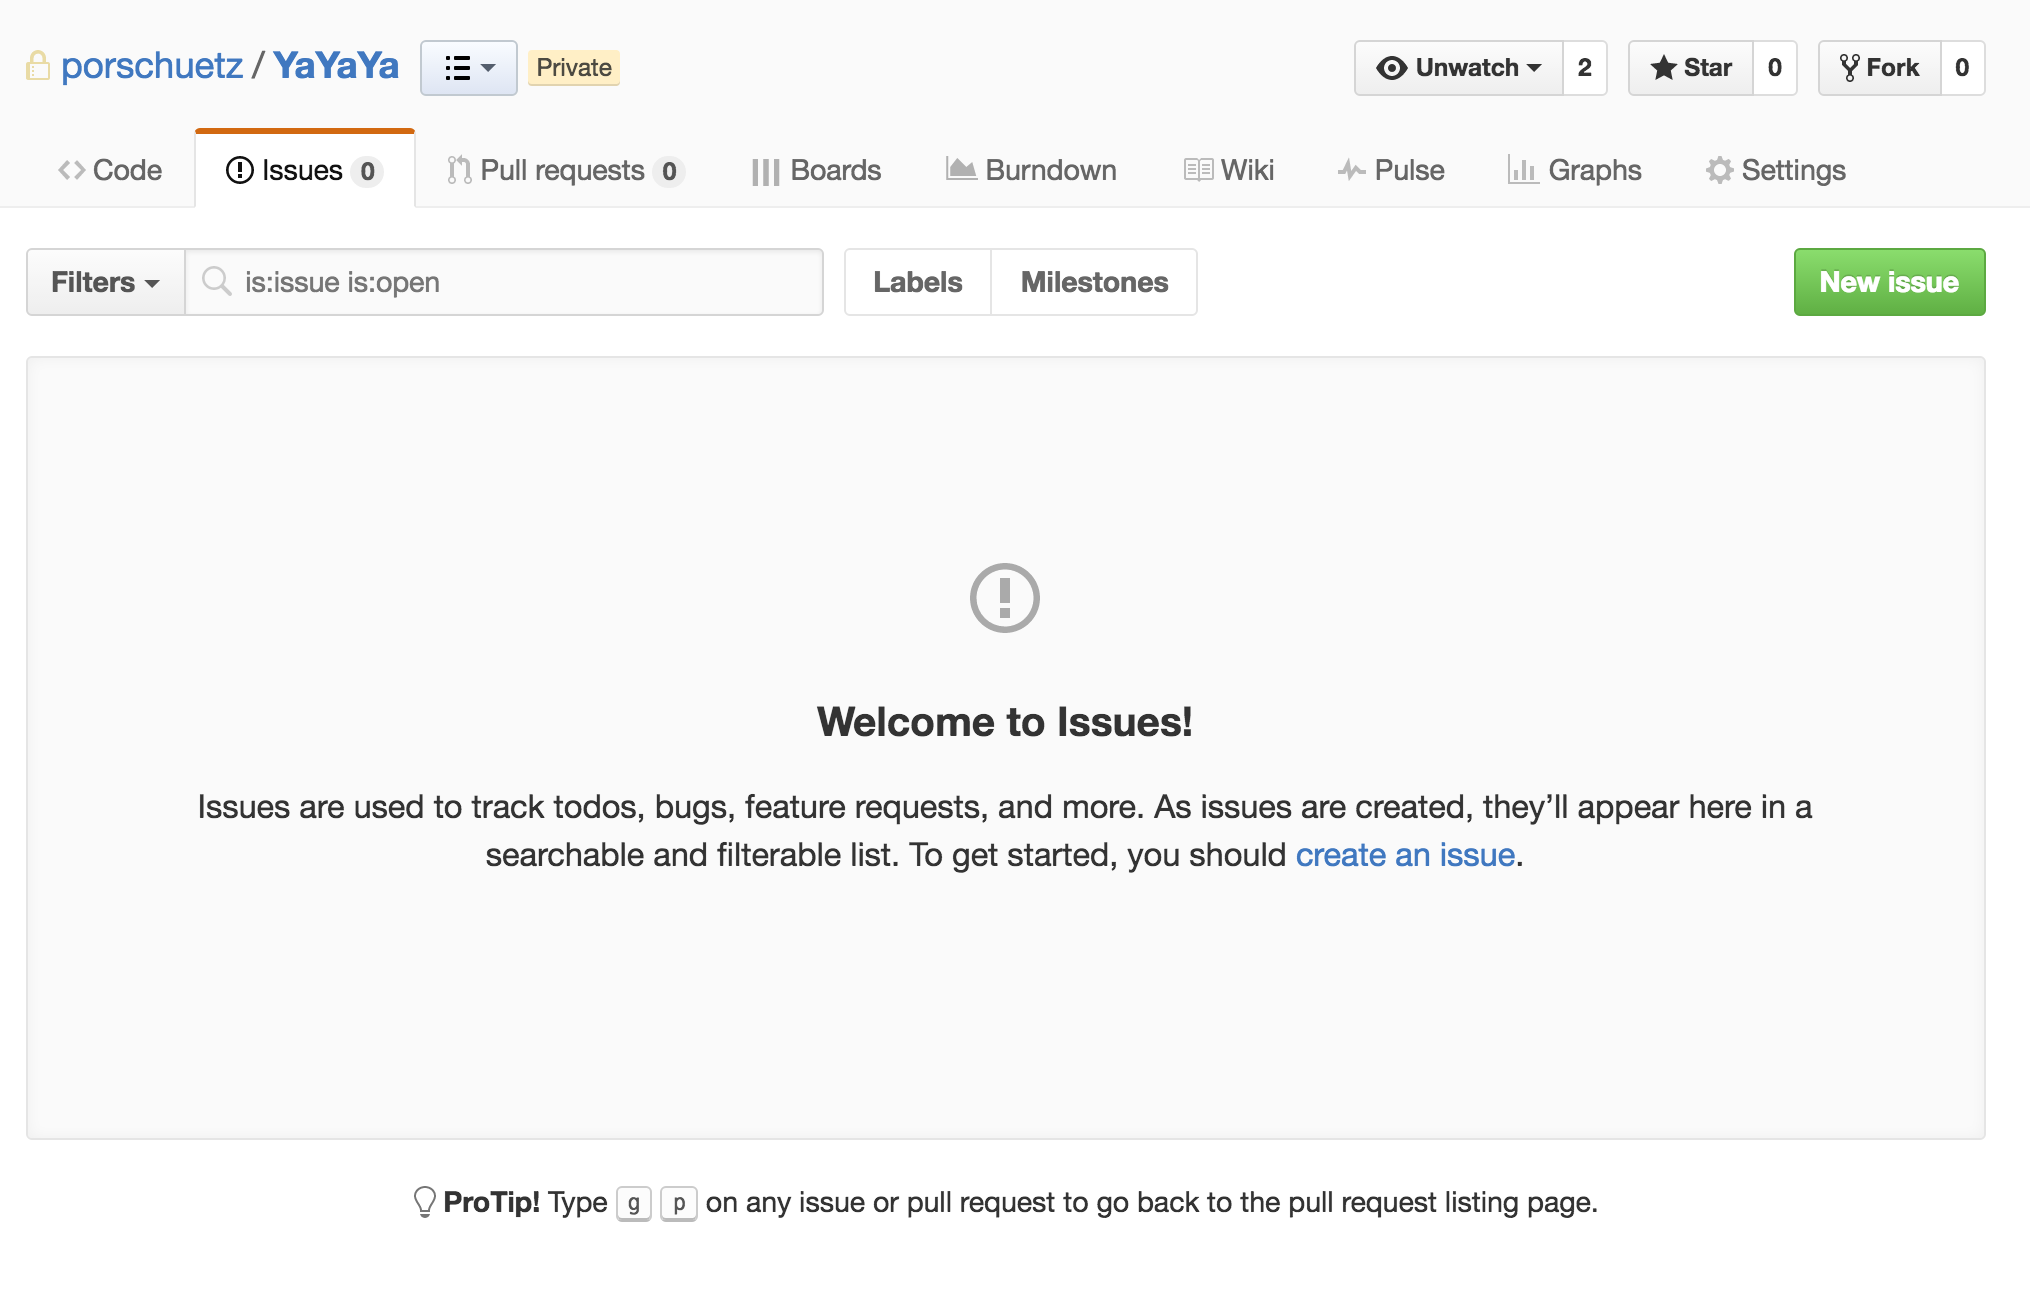 porschuetz / YaYaYa Private Unwatch 2 Star 0 Fork 0
Code Issues 0 Pull requests 0 Boards Burndown Wiki Pulse Graphs Settings
Filters is:issue is:open Labels Milestones New issue
Welcome to Issues!
Issues are used to track todos, bugs, feature requests, and more. As issues are created, they’ll appear here in a
searchable and filterable list. To get started, you should create an issue.
ProTip! Type g p on any issue or pull request to go back to the pull request listing page.